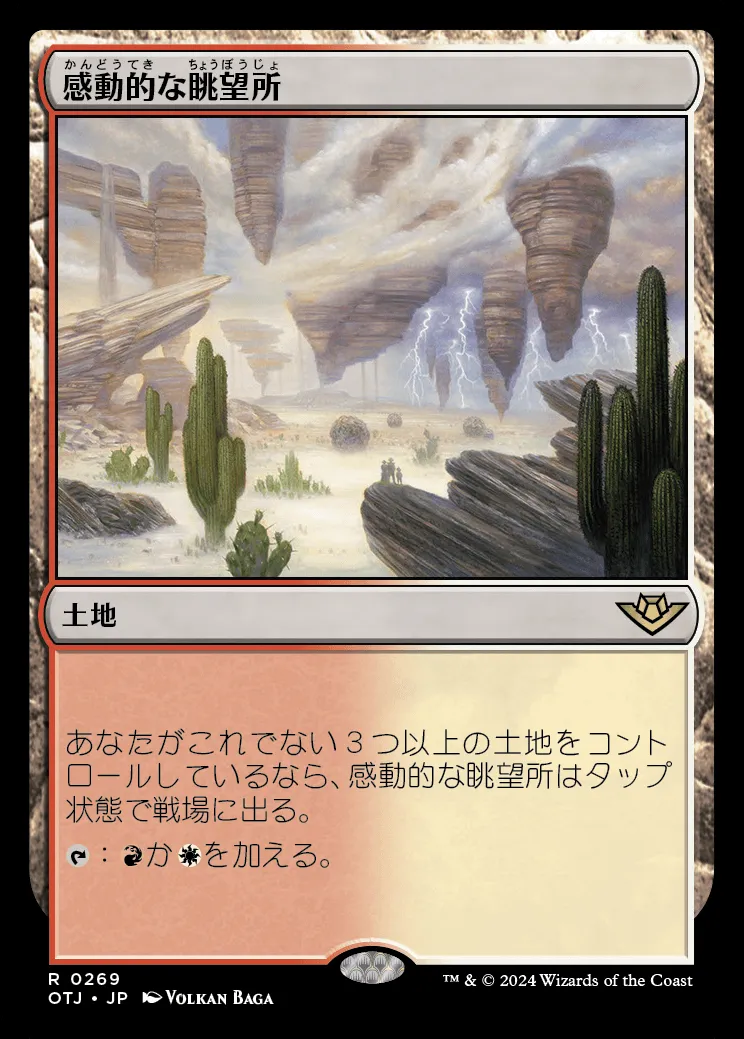 かんどうてき ちょうぼうじょ
感動的な眺望所
土地
あなたがこれでない3つ以上の土地をコント
ロールしているなら、感動的な眺望所はタップ
状態で戦場に出る。
:か を加える。
R 0269
OTJ • JP VOLKAN BAGA
™ & © 2024 Wizards of the Coast